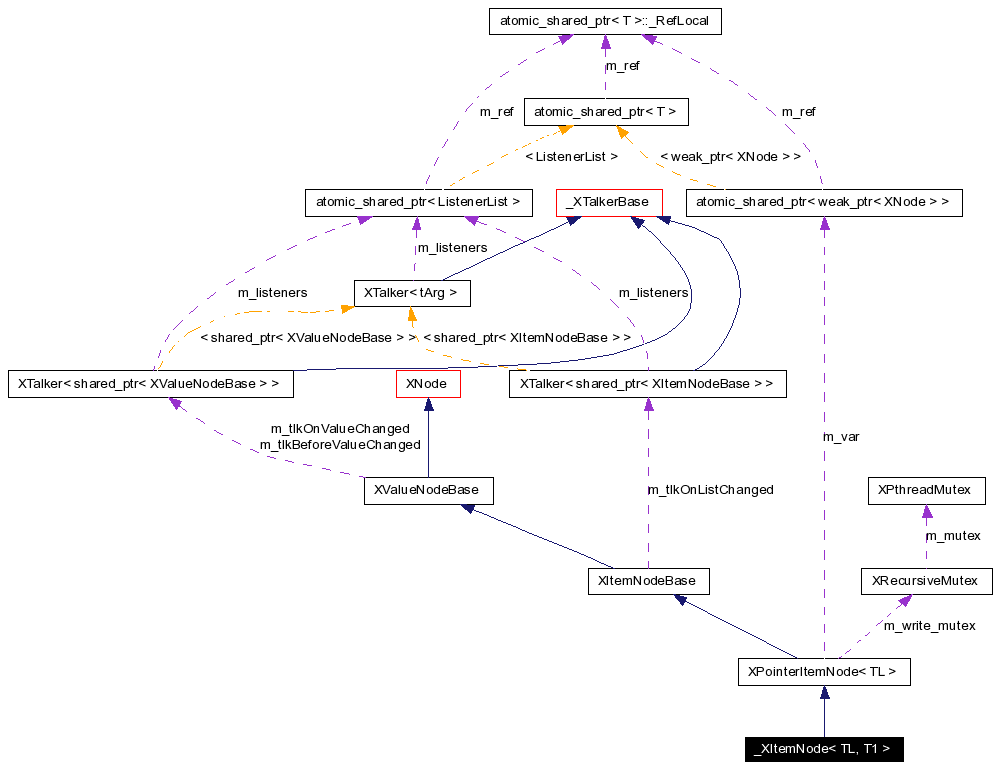 atomic_shared_ptr< T >::_RefLocal
m_ref
atomic_shared_ptr< T >
m_ref
m_ref
< ListenerList >
< weak_ptr< XNode > >
atomic_shared_ptr< ListenerList >
_XTalkerBase
atomic_shared_ptr< weak_ptr< XNode > >
m_listeners
m_listeners
XTalker< tArg >
m_listeners
< shared_ptr< XValueNodeBase > >
< shared_ptr< XItemNodeBase > >
XTalker< shared_ptr< XValueNodeBase > >
XNode
XTalker< shared_ptr< XItemNodeBase > >
m_tlkOnValueChanged
m_tlkBeforeValueChanged
m_var
XValueNodeBase
m_tlkOnListChanged
XPthreadMutex
m_mutex
XItemNodeBase
XRecursiveMutex
m_write_mutex
XPointerItemNode< TL >
_XItemNode< TL, T1 >